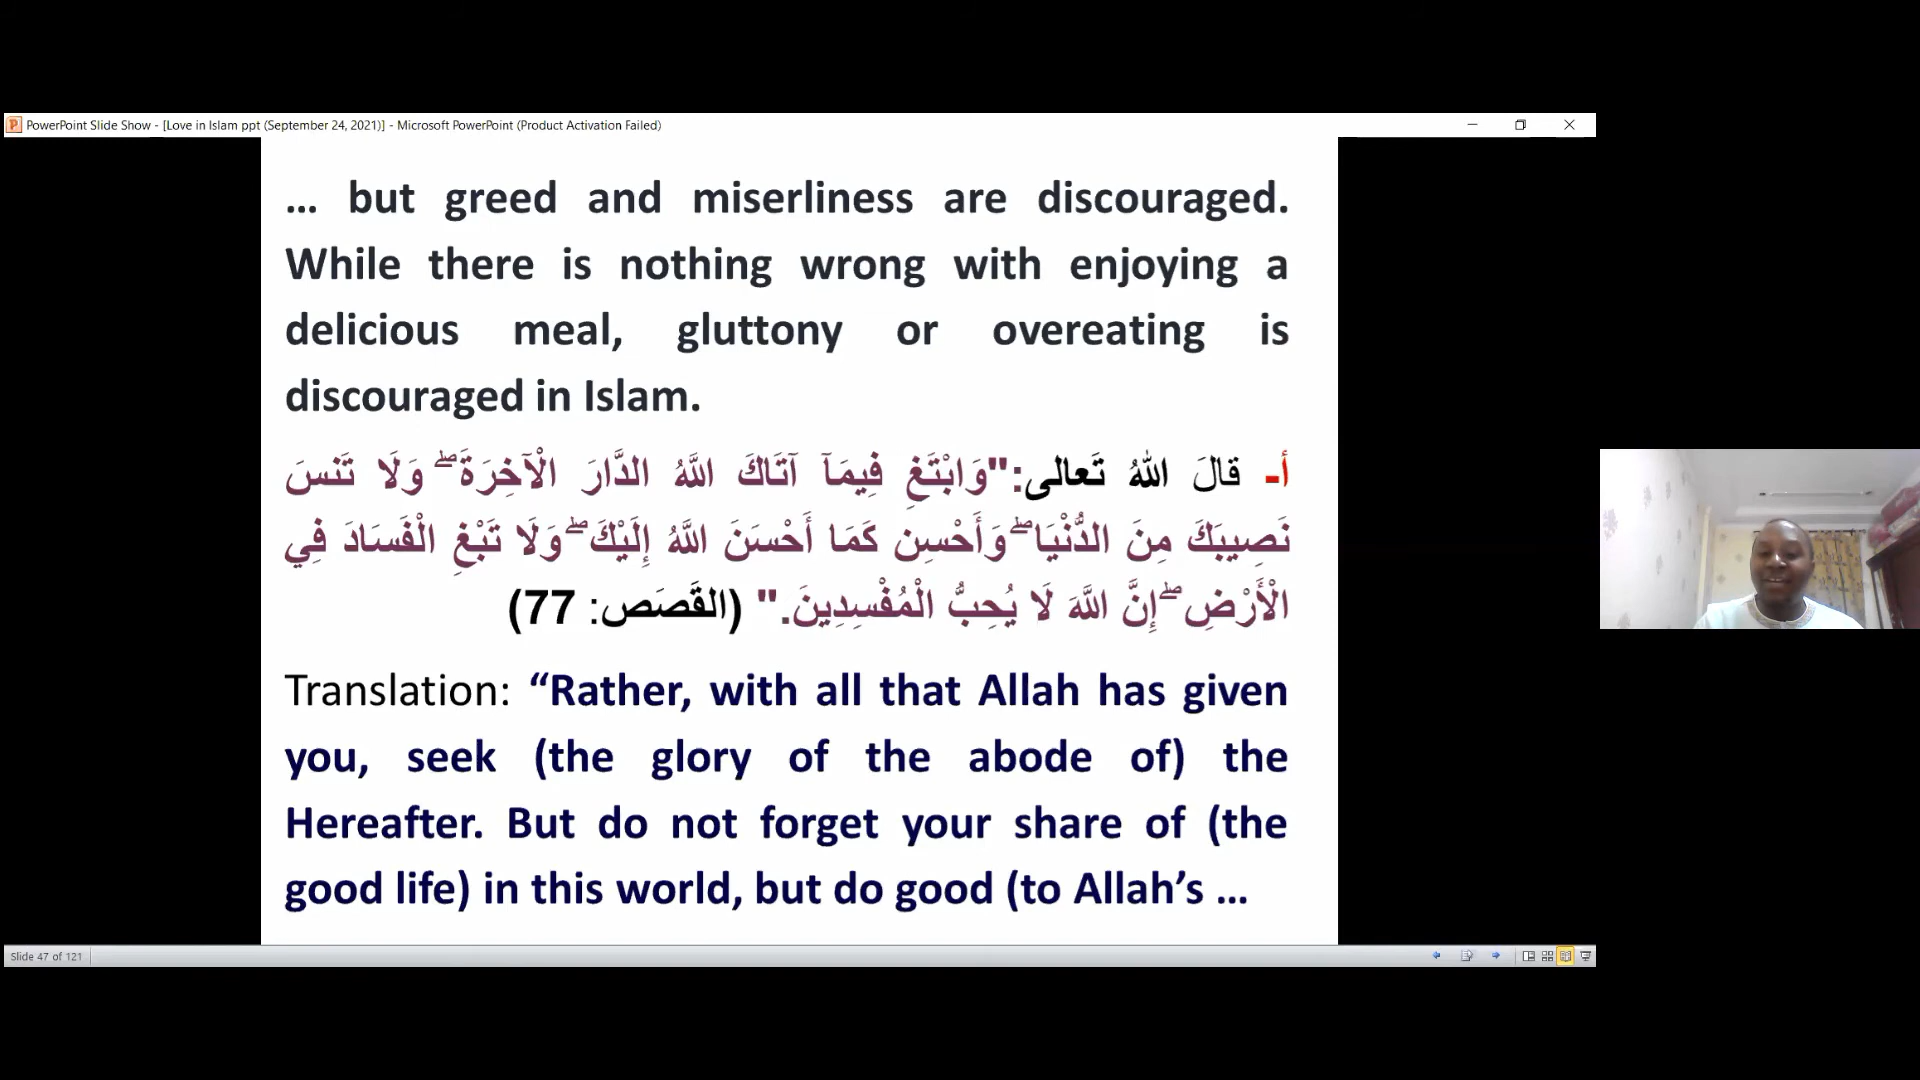 PowerPoint Slide Show - [Love in Islam ppt (September 24, 2021)] - Microsoft PowerPoint (Product Activation Failed)
... but greed and miserliness are discouraged.
While there is nothing wrong with enjoying a
delicious meal, gluttony or overeating is
discouraged in Islam.
أ- قالَ اللهُ تَعالى:"وَابْتَغِ فِيمَآ آتَاكَ اللَّهُ الدَّارَ الْآخِرَةَ ۖ وَلَا تَنسَ
نَصِيبَكَ مِنَ الدُّنْيَا ۖ وَأَحْسِن كَمَا أَحْسَنَ اللَّهُ إِلَيْكَ ۖ وَلَا تَبْغِ الْفَسَادَ فِي
الْأَرْضِ ۖ إِنَّ اللَّهَ لَا يُحِبُّ الْمُفْسِدِينَ." (القَصَص: 77)
Translation: “Rather, with all that Allah has given
you, seek (the glory of the abode of) the
Hereafter. But do not forget your share of (the
good life) in this world, but do good (to Allah’s ...
Slide 47 of 121